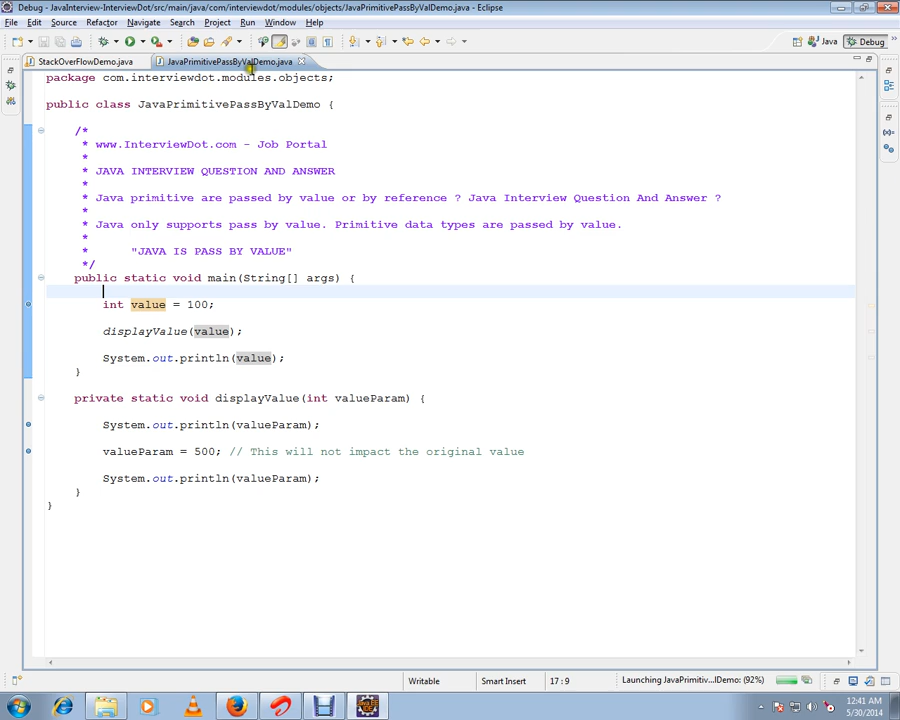 Debug - JavaInterview-InterviewDot/src/main/java/com/interviewdot/modules/objects/JavaPrimitivePassByValDemo.java - Eclipse
File Edit Source Refactor Navigate Search Project Run Window Help
Java Debug
StackOverFlowDemo.java JavaPrimitivePassByValDemo.java
package com.interviewdot.modules.objects;
public class JavaPrimitivePassByValDemo {
/*
* www.InterviewDot.com - Job Portal
*
* JAVA INTERVIEW QUESTION AND ANSWER
*
* Java primitive are passed by value or by reference ? Java Interview Question And Answer ?
*
* Java only supports pass by value. Primitive data types are passed by value.
*
* "JAVA IS PASS BY VALUE"
*/
public static void main(String[] args) {
int value = 100;
displayValue(value);
System.out.println(value);
}
private static void displayValue(int valueParam) {
System.out.println(valueParam);
valueParam = 500; // This will not impact the original value
System.out.println(valueParam);
}
}
Writable Smart Insert 17 : 9 Launching JavaPrimitiv...lDemo: (92%)
12:41 AM
5/30/2014